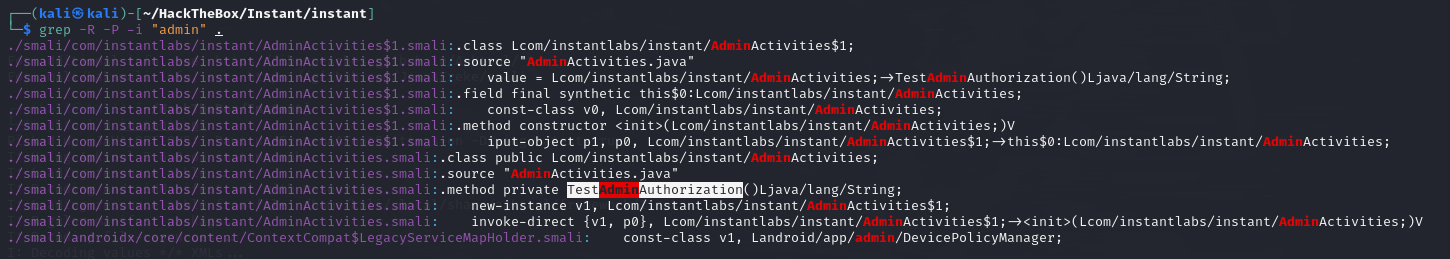 ┌──(kali㉿kali)-[~/HackTheBox/Instant/instant]
└─$ grep -R -P -i "admin" .
./smali/com/instantlabs/instant/AdminActivities$1.smali:.class Lcom/instantlabs/instant/AdminActivities$1;
./smali/com/instantlabs/instant/AdminActivities$1.smali:.source "AdminActivities.java"
./smali/com/instantlabs/instant/AdminActivities$1.smali:    value = Lcom/instantlabs/instant/AdminActivities;->TestAdminAuthorization()Ljava/lang/String;
./smali/com/instantlabs/instant/AdminActivities$1.smali:.field final synthetic this$0:Lcom/instantlabs/instant/AdminActivities;
./smali/com/instantlabs/instant/AdminActivities$1.smali:    const-class v0, Lcom/instantlabs/instant/AdminActivities;
./smali/com/instantlabs/instant/AdminActivities$1.smali:.method constructor <init>(Lcom/instantlabs/instant/AdminActivities;)V
./smali/com/instantlabs/instant/AdminActivities$1.smali:    iput-object p1, p0, Lcom/instantlabs/instant/AdminActivities$1;->this$0:Lcom/instantlabs/instant/AdminActivities;
./smali/com/instantlabs/instant/AdminActivities.smali:.class public Lcom/instantlabs/instant/AdminActivities;
./smali/com/instantlabs/instant/AdminActivities.smali:.source "AdminActivities.java"
./smali/com/instantlabs/instant/AdminActivities.smali:.method private TestAdminAuthorization()Ljava/lang/String;
./smali/com/instantlabs/instant/AdminActivities.smali:    new-instance v1, Lcom/instantlabs/instant/AdminActivities$1;
./smali/com/instantlabs/instant/AdminActivities.smali:    invoke-direct {v1, p0}, Lcom/instantlabs/instant/AdminActivities$1;-><init>(Lcom/instantlabs/instant/AdminActivities;)V
./smali/androidx/core/content/ContextCompat$LegacyServiceMapHolder.smali:    const-class v1, Landroid/app/admin/DevicePolicyManager;